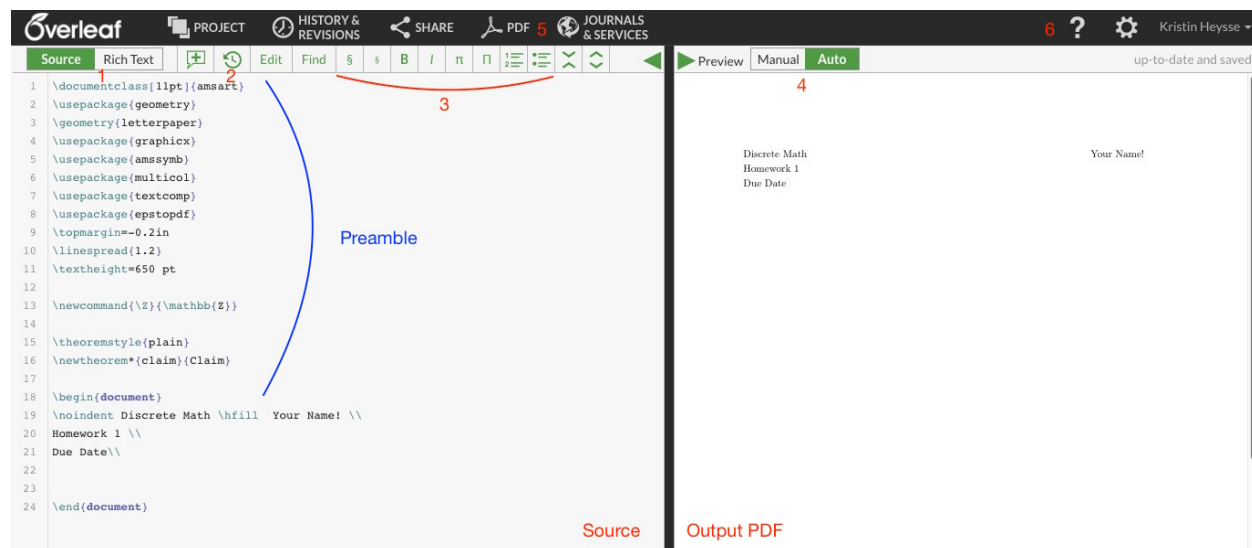 Overleaf PROJECT HISTORY & REVISIONS SHARE PDF 5 JOURNALS & SERVICES 6 ? Kristin Heysse
Source Rich Text Edit Find § § B I π Π Preview Manual Auto up-to-date and saved
1 2 3 4
1 \documentclass[11pt]{amsart}
2 \usepackage{geometry}
3 \geometry{letterpaper}
4 \usepackage{graphicx}
5 \usepackage{amssymb}
6 \usepackage{multicol}
7 \usepackage{textcomp}
8 \usepackage{epstopdf}
9 \topmargin=-0.2in
10 \linespread{1.2}
11 \textheight=650 pt
12
13 \newcommand{\Z}{\mathbb{Z}}
14
15 \theoremstyle{plain}
16 \newtheorem*{claim}{Claim}
17
18 \begin{document}
19 \noindent Discrete Math \hfill  Your Name! \\
20 Homework 1 \\
21 Due Date\\
22
23
24 \end{document}
Preamble
Source
Discrete Math Your Name!
Homework 1
Due Date
Output PDF